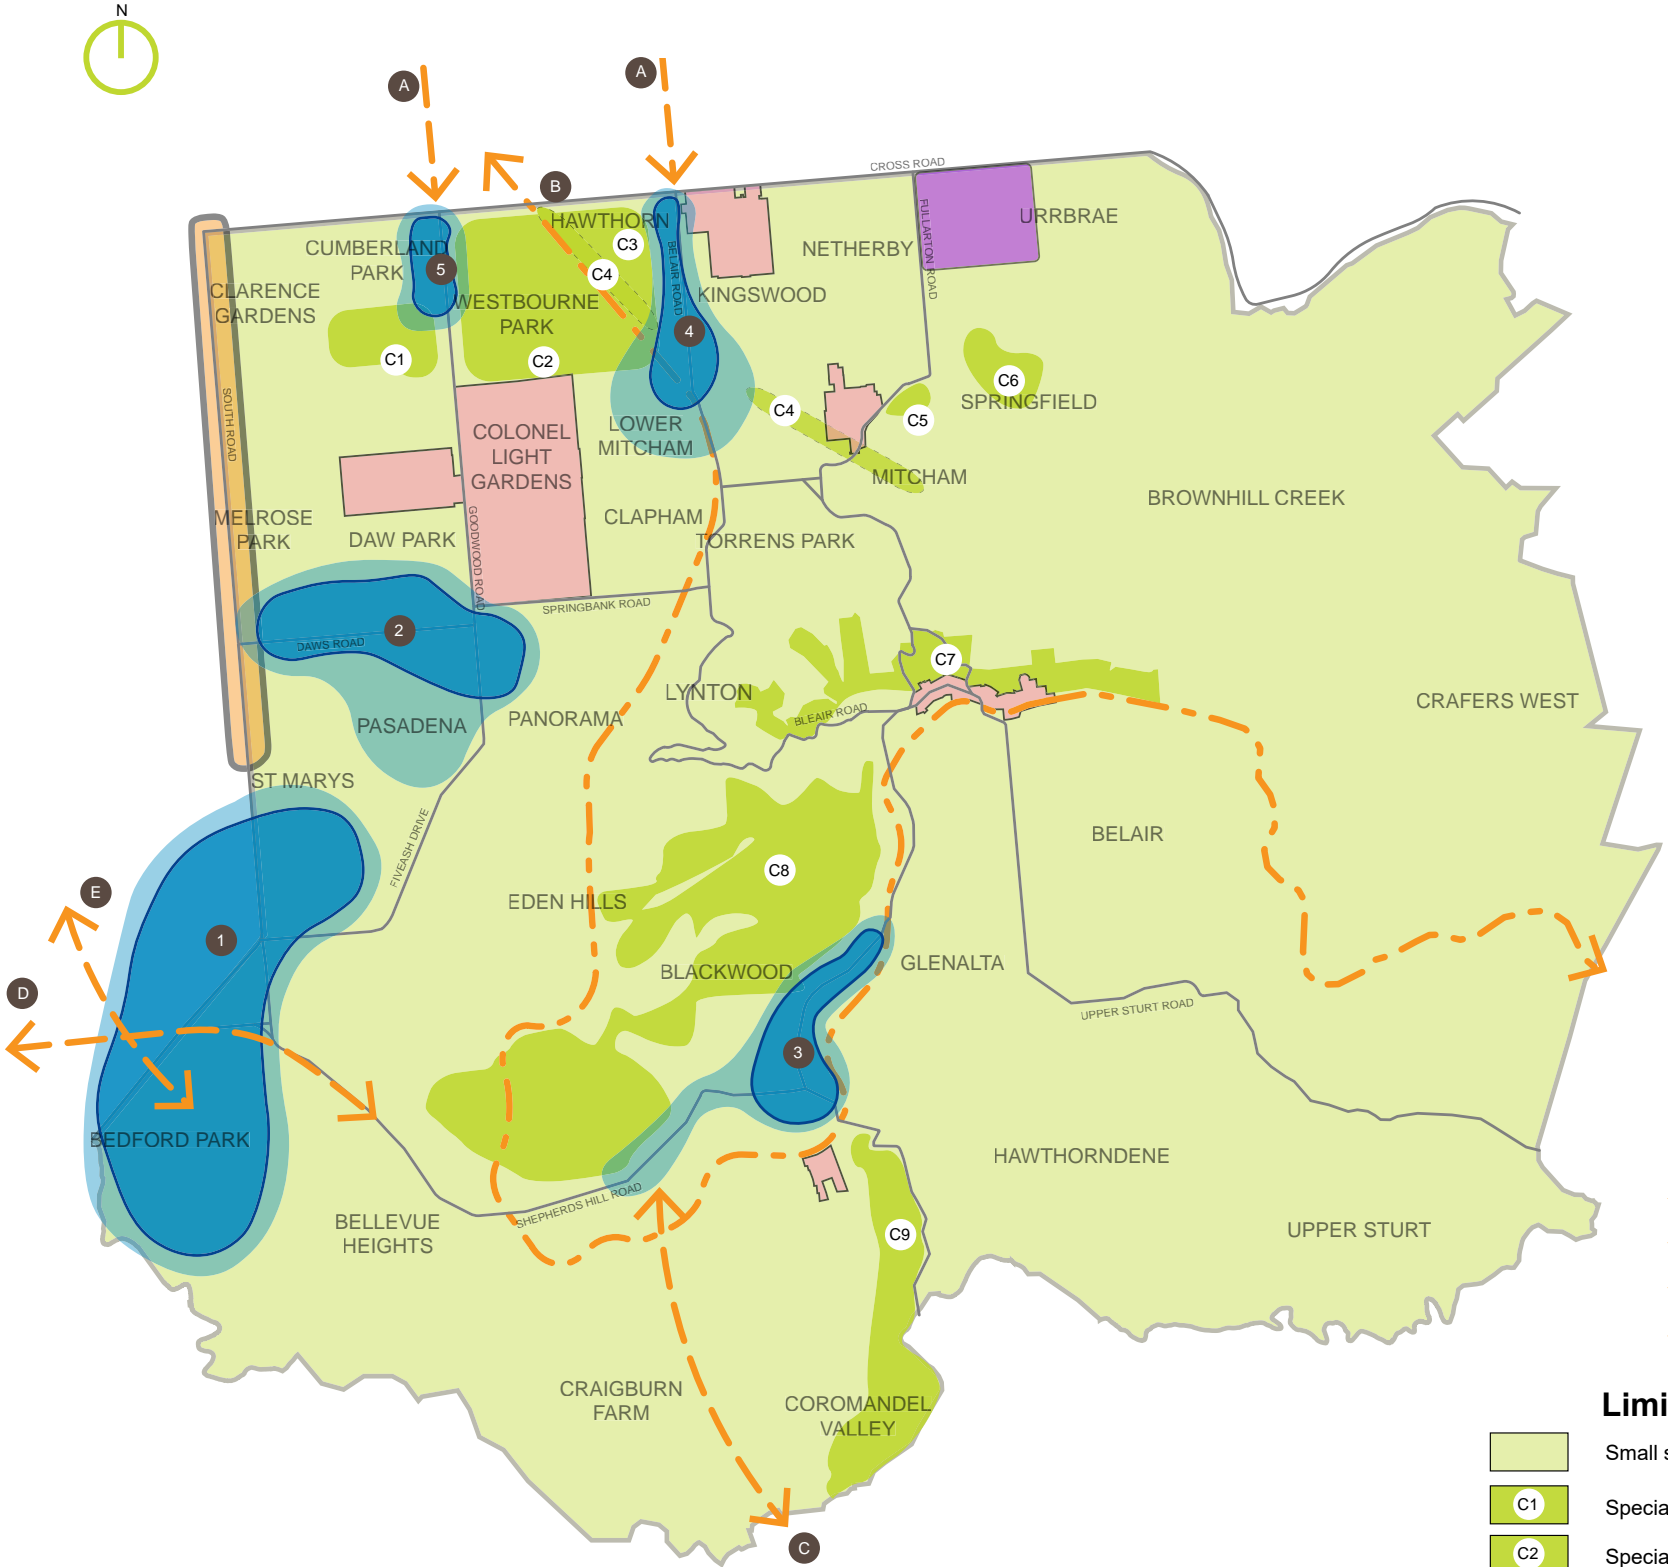 N
A
A
B
CROSS ROAD
HAWTHORN
URRBRAE
CUMBERLAND
PARK
C3
NETHERBY
FULLARTON ROAD
BELAIR ROAD
5
C4
CLARENCE
GARDENS
WESTBOURNE
PARK
KINGSWOOD
4
C1
C2
C6
SPRINGFIELD
C4
C5
SOUTH ROAD
LOWER
MITCHAM
COLONEL
LIGHT
GARDENS
MITCHAM
BROWNHILL CREEK
MELROSE
PARK
DAW PARK
GOODWOOD ROAD
CLAPHAM
TORRENS PARK
SPRINGBANK ROAD
2
DAWS ROAD
C7
LYNTON
CRAFERS WEST
PASADENA
PANORAMA
BLEAIR ROAD
ST MARYS
FIVEASH DRIVE
BELAIR
C8
E
EDEN HILLS
1
BLACKWOOD
GLENALTA
D
UPPER STURT ROAD
3
BEDFORD PARK
HAWTHORNDENE
SHEPHERDS HILL ROAD
BELLEVUE
HEIGHTS
C9
UPPER STURT
CRAIGBURN
FARM
COROMANDEL
VALLEY
C
Limi
Small s
C1
Specia
C2
Specia